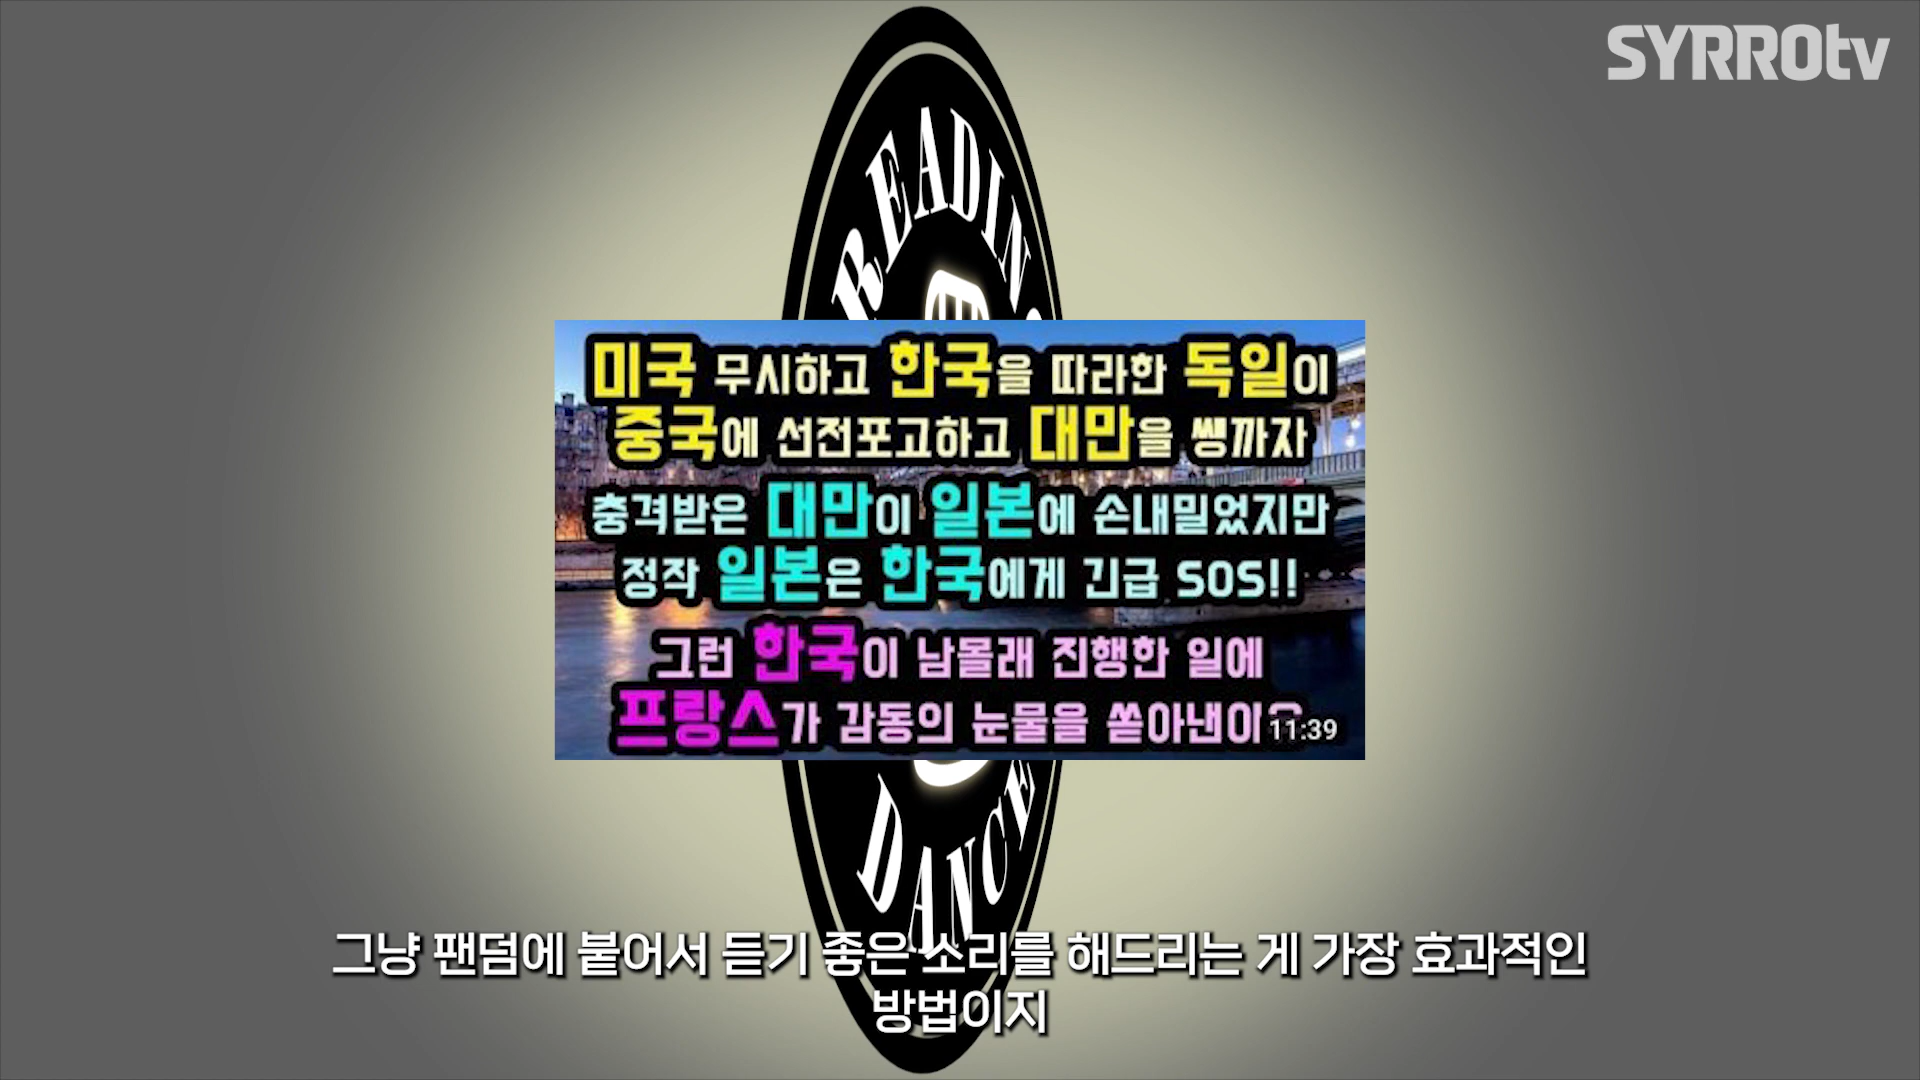 SYRROtv
READIN
미국 무시하고 한국을 따라한 독일이
중국에 선전포고하고 대만을 쌩까자
충격받은 대만이 일본에 손내밀었지만
정작 일본은 한국에게 긴급 SOS!!
그런 한국이 남몰래 진행한 일에
프랑스가 감동의 눈물을 쏟아낸이유
11:39
DANCE
그냥 팬덤에 붙어서 듣기 좋은 소리를 해드리는 게 가장 효과적인
방법이지